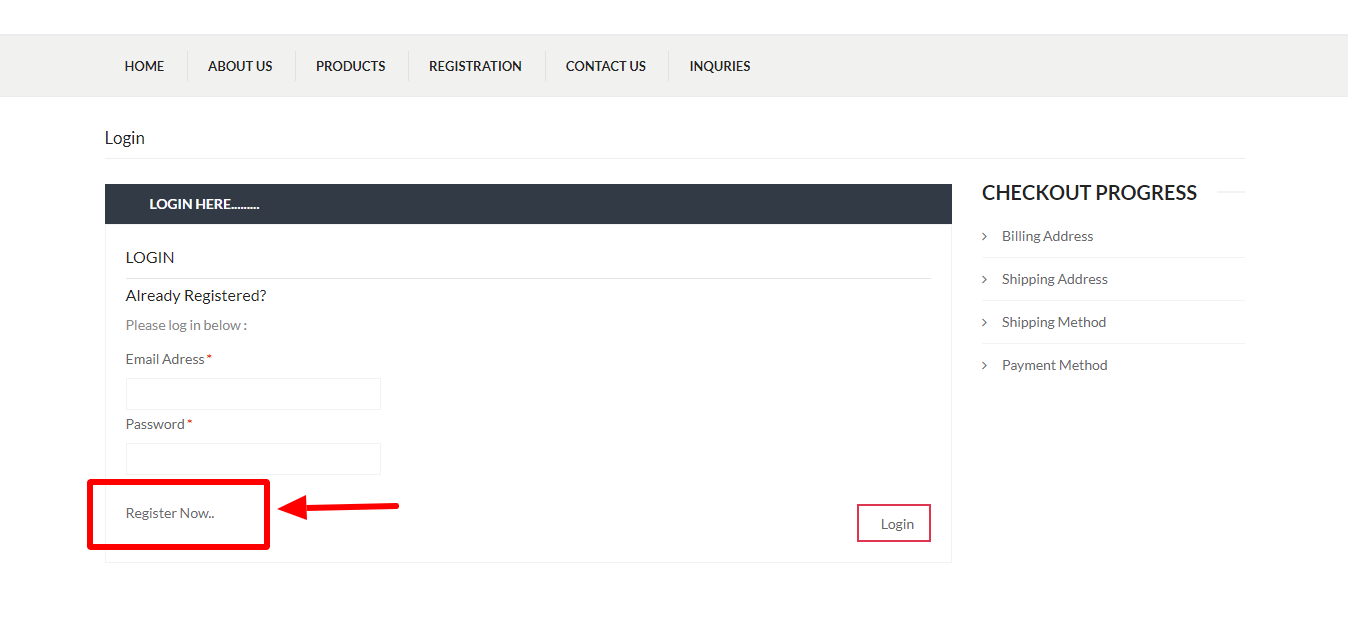 HOME ABOUT US PRODUCTS REGISTRATION CONTACT US INQURIES
Login
LOGIN HERE.........
LOGIN
Already Registered?
Please log in below :
Email Adress *
Password *
Register Now..
Login
CHECKOUT PROGRESS
Billing Address
Shipping Address
Shipping Method
Payment Method